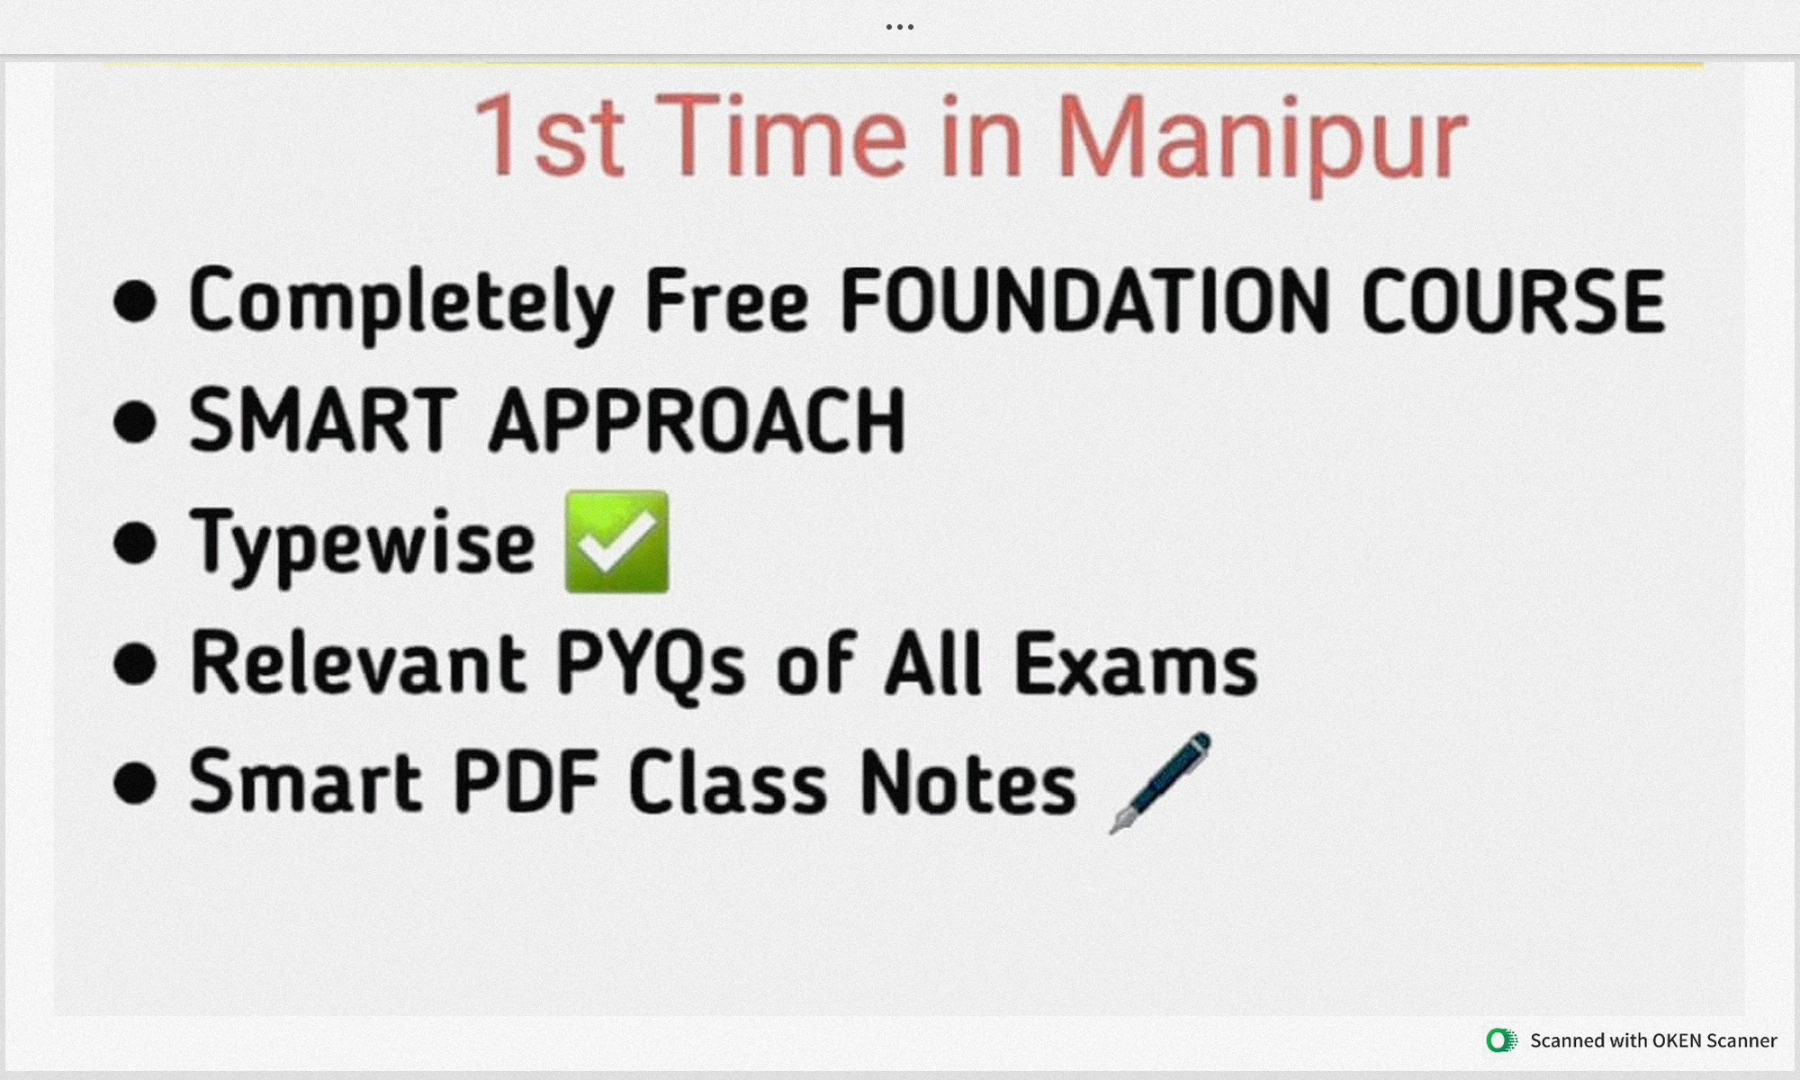 1st Time in Manipur
● Completely Free FOUNDATION COURSE
● SMART APPROACH
● Typewise ✅
● Relevant PYQs of All Exams
● Smart PDF Class Notes 🖊️
Scanned with OKEN Scanner